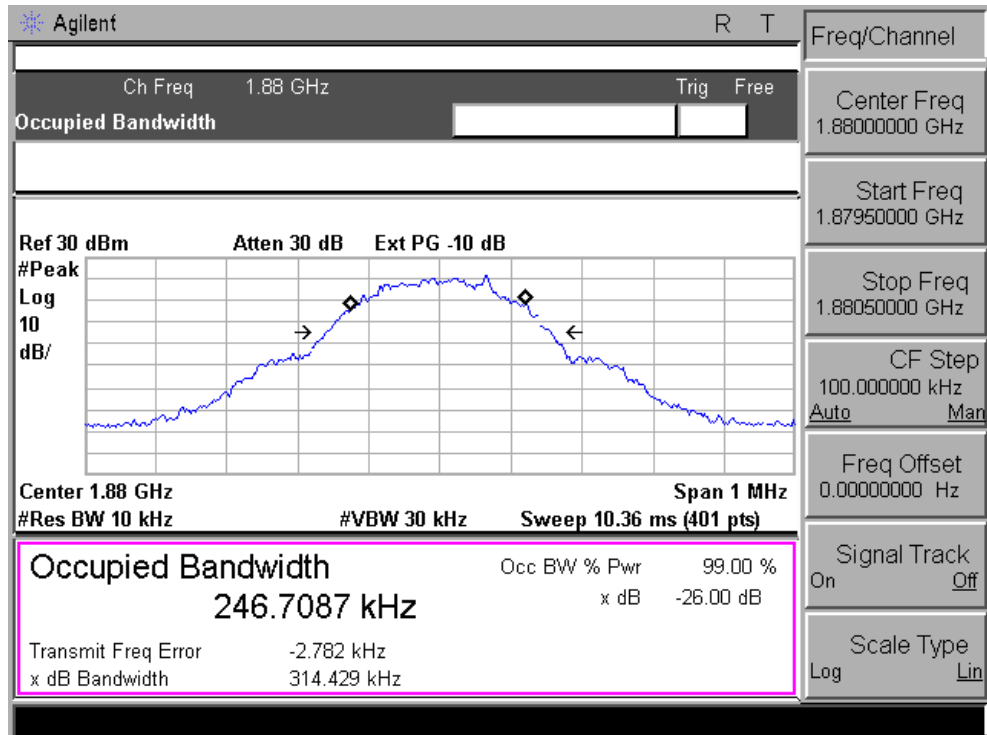 Agilent R T
Ch Freq 1.88 GHz Trig Free
Occupied Bandwidth
Ref 30 dBm Atten 30 dB Ext PG -10 dB
#Peak
Log
10
dB/
Center 1.88 GHz Span 1 MHz
#Res BW 10 kHz #VBW 30 kHz Sweep 10.36 ms (401 pts)
Occupied Bandwidth
246.7087 kHz
Occ BW % Pwr 99.00 %
x dB -26.00 dB
Transmit Freq Error -2.782 kHz
x dB Bandwidth 314.429 kHz
Freq/Channel
Center Freq
1.88000000 GHz
Start Freq
1.87950000 GHz
Stop Freq
1.88050000 GHz
CF Step
100.000000 kHz
Auto Man
Freq Offset
0.00000000 Hz
Signal Track
On Off
Scale Type
Log Lin